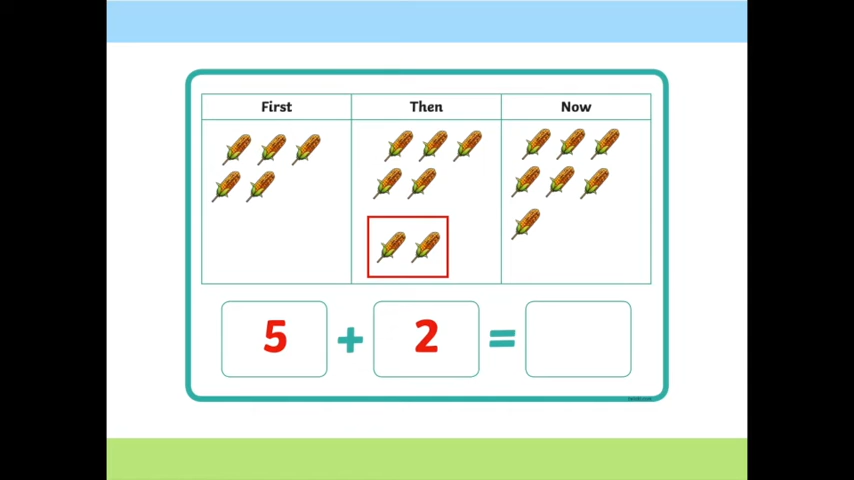 First Then Now
5 + 2 =